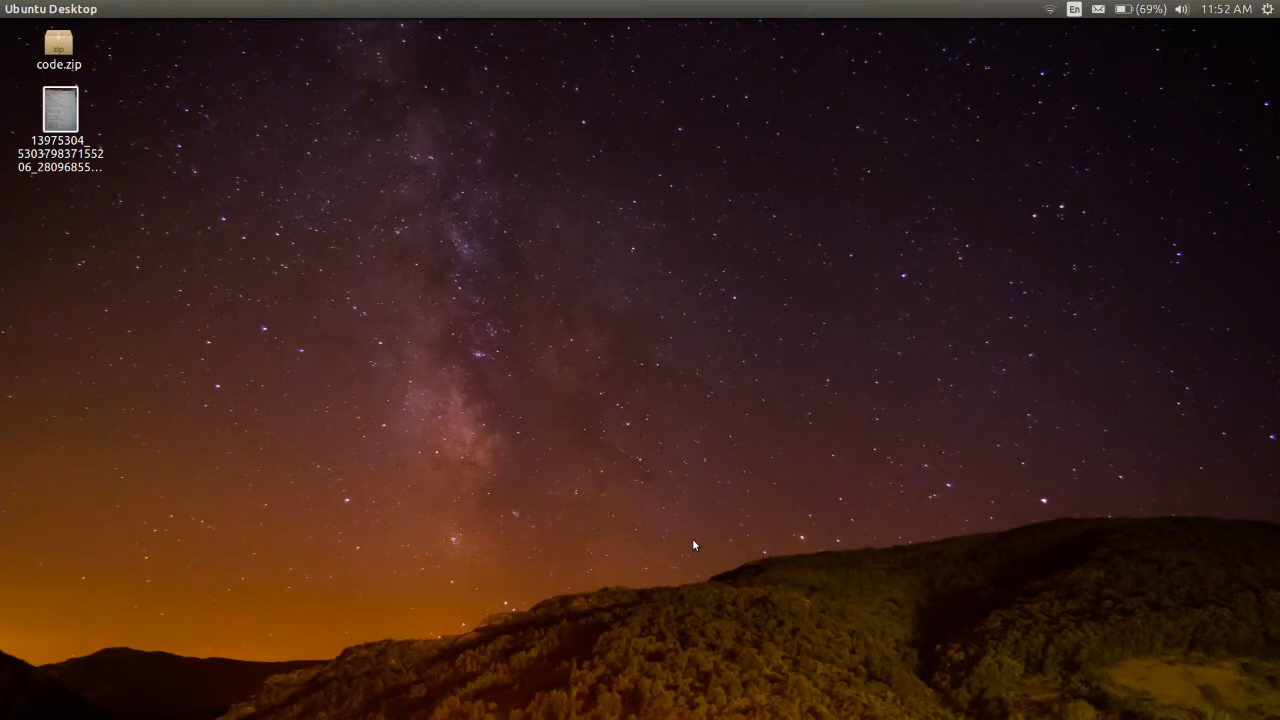 Ubuntu Desktop
En
(69%)
11:52 AM
zip
code.zip
13975304_
5303798371552
06_28096855...